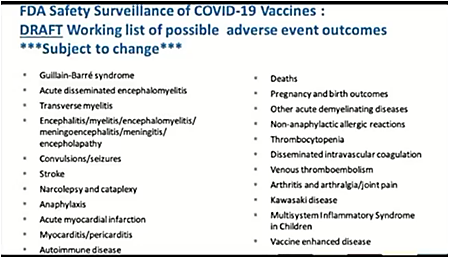 FDA Safety Surveillance of COVID-19 Vaccines :
DRAFT Working list of possible adverse event outcomes
***Subject to change***
▪ Guillain-Barré syndrome
▪ Acute disseminated encephalomyelitis
▪ Transverse myelitis
▪ Encephalitis/myelitis/encephalomyelitis/
meningoencephalitis/meningitis/
encepholapathy
▪ Convulsions/seizures
▪ Stroke
▪ Narcolepsy and cataplexy
▪ Anaphylaxis
▪ Acute myocardial infarction
▪ Myocarditis/pericarditis
▪ Autoimmune disease
▪ Deaths
▪ Pregnancy and birth outcomes
▪ Other acute demyelinating diseases
▪ Non-anaphylactic allergic reactions
▪ Thrombocytopenia
▪ Disseminated intravascular coagulation
▪ Venous thromboembolism
▪ Arthritis and arthralgia/joint pain
▪ Kawasaki disease
▪ Multisystem Inflammatory Syndrome
in Children
▪ Vaccine enhanced disease